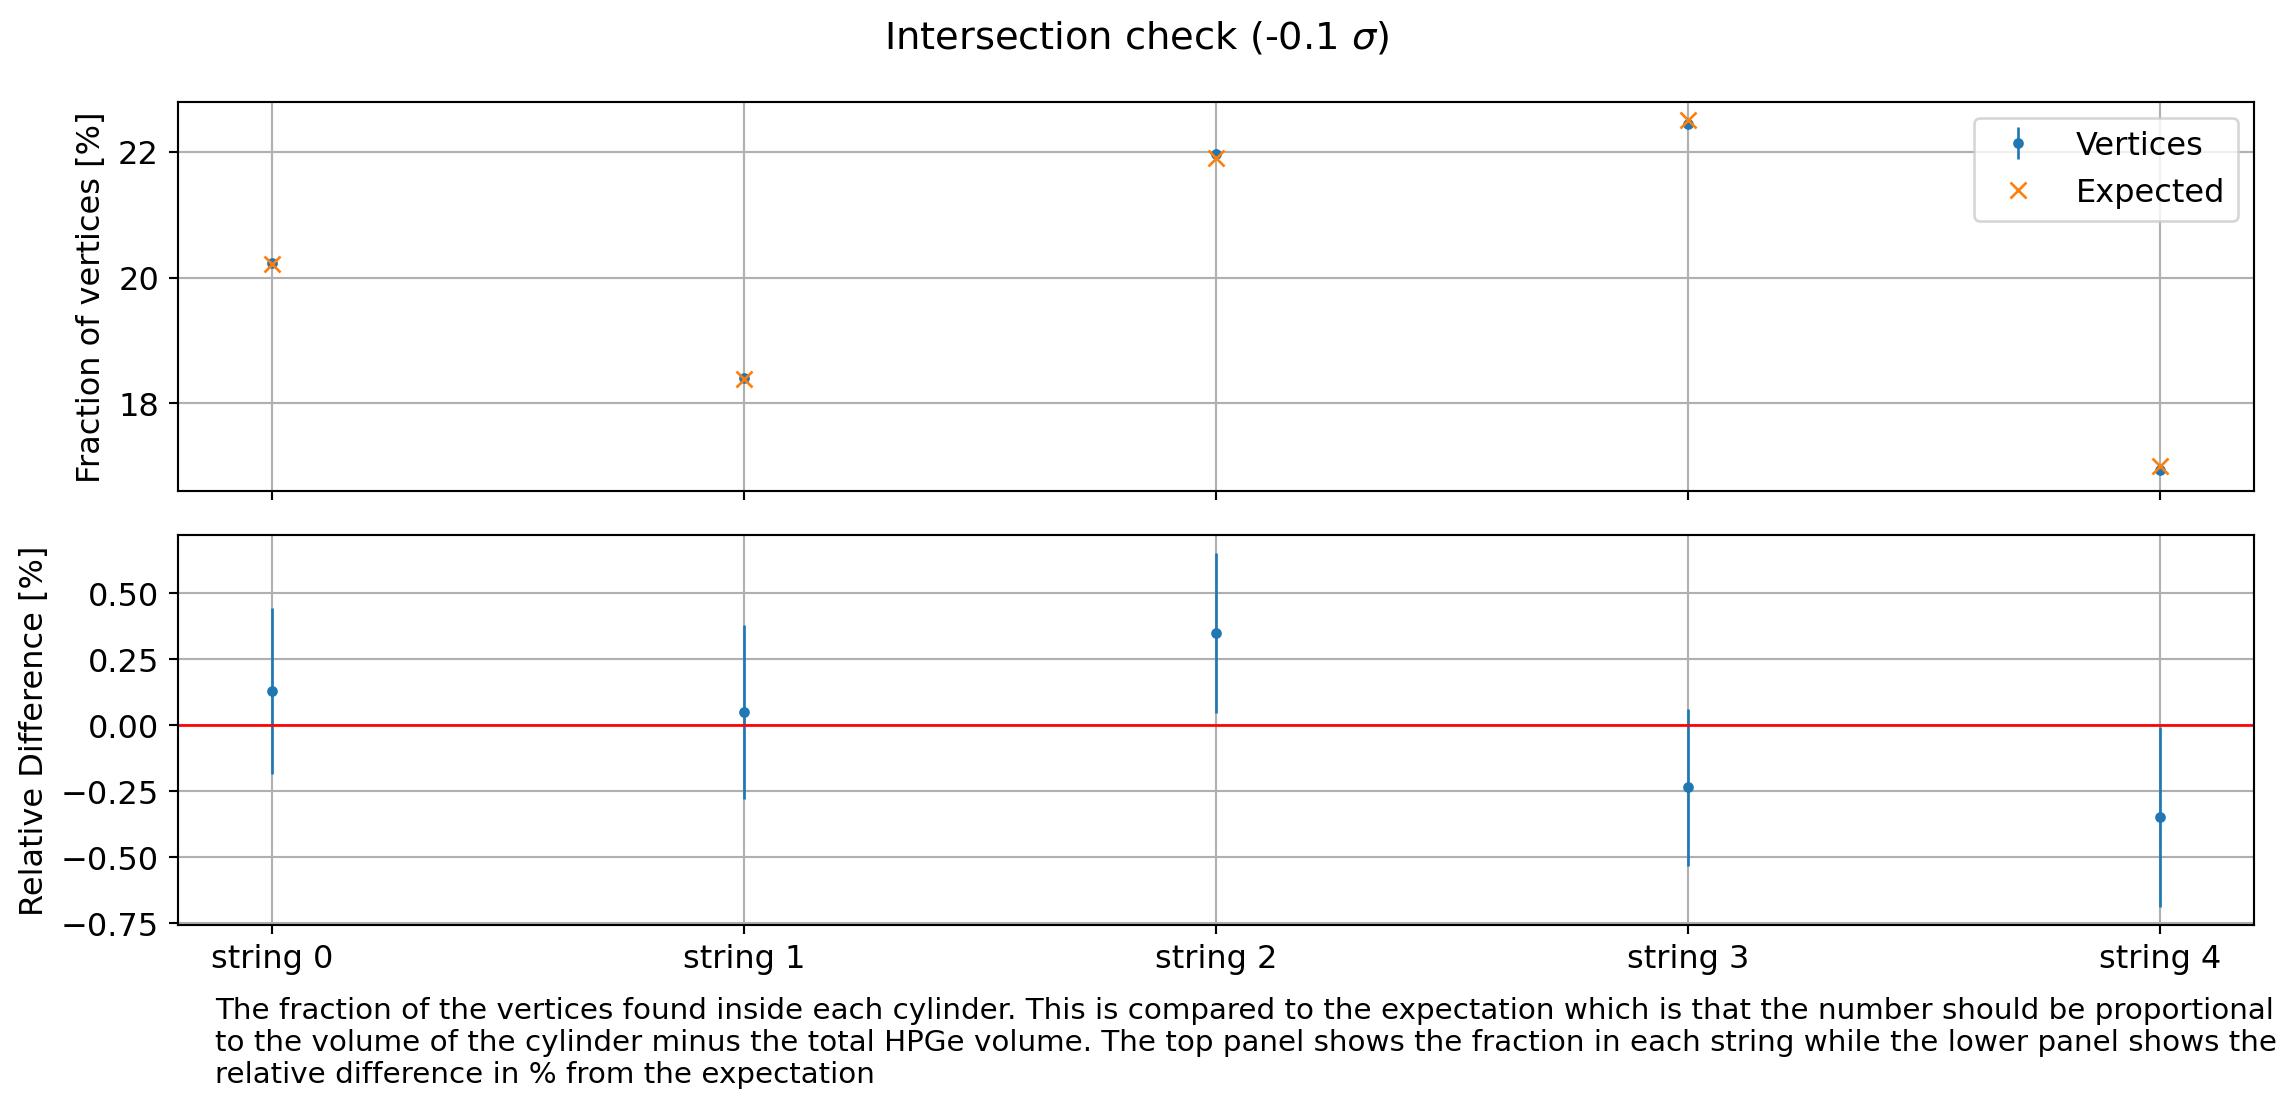 Intersection check (-0.1 σ)
Fraction of vertices [%]
22
20
18
Vertices
Expected
Relative Difference [%]
0.50
0.25
0.00
−0.25
−0.50
−0.75
string 0
string 1
string 2
string 3
string 4
The fraction of the vertices found inside each cylinder. This is compared to the expectation which is that the number should be proportional
to the volume of the cylinder minus the total HPGe volume. The top panel shows the fraction in each string while the lower panel shows the
relative difference in % from the expectation